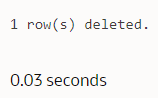 1 row(s) deleted.
0.03 seconds